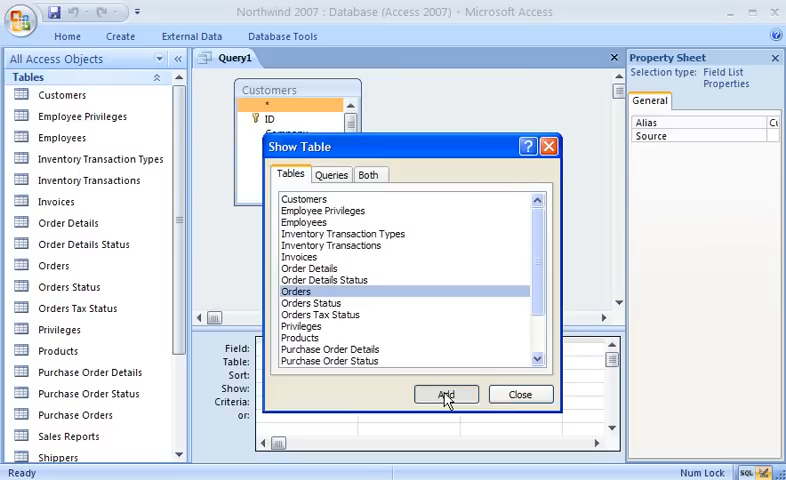 Northwind 2007 : Database (Access 2007) - Microsoft Access
Home Create External Data Database Tools
All Access Objects
Tables
Customers
Employee Privileges
Employees
Inventory Transaction Types
Inventory Transactions
Invoices
Order Details
Order Details Status
Orders
Orders Status
Orders Tax Status
Privileges
Products
Purchase Order Details
Purchase Order Status
Purchase Orders
Sales Reports
Shippers
Query1
Customers
*
ID
Company
Show Table
Tables Queries Both
Customers
Employee Privileges
Employees
Inventory Transaction Types
Inventory Transactions
Invoices
Order Details
Order Details Status
Orders
Orders Status
Orders Tax Status
Privileges
Products
Purchase Order Details
Purchase Order Status
Add Close
Field:
Table:
Sort:
Show:
Criteria:
or:
Property Sheet
Selection type: Field List
Properties
General
Alias
Source
Ready
Num Lock
SQL